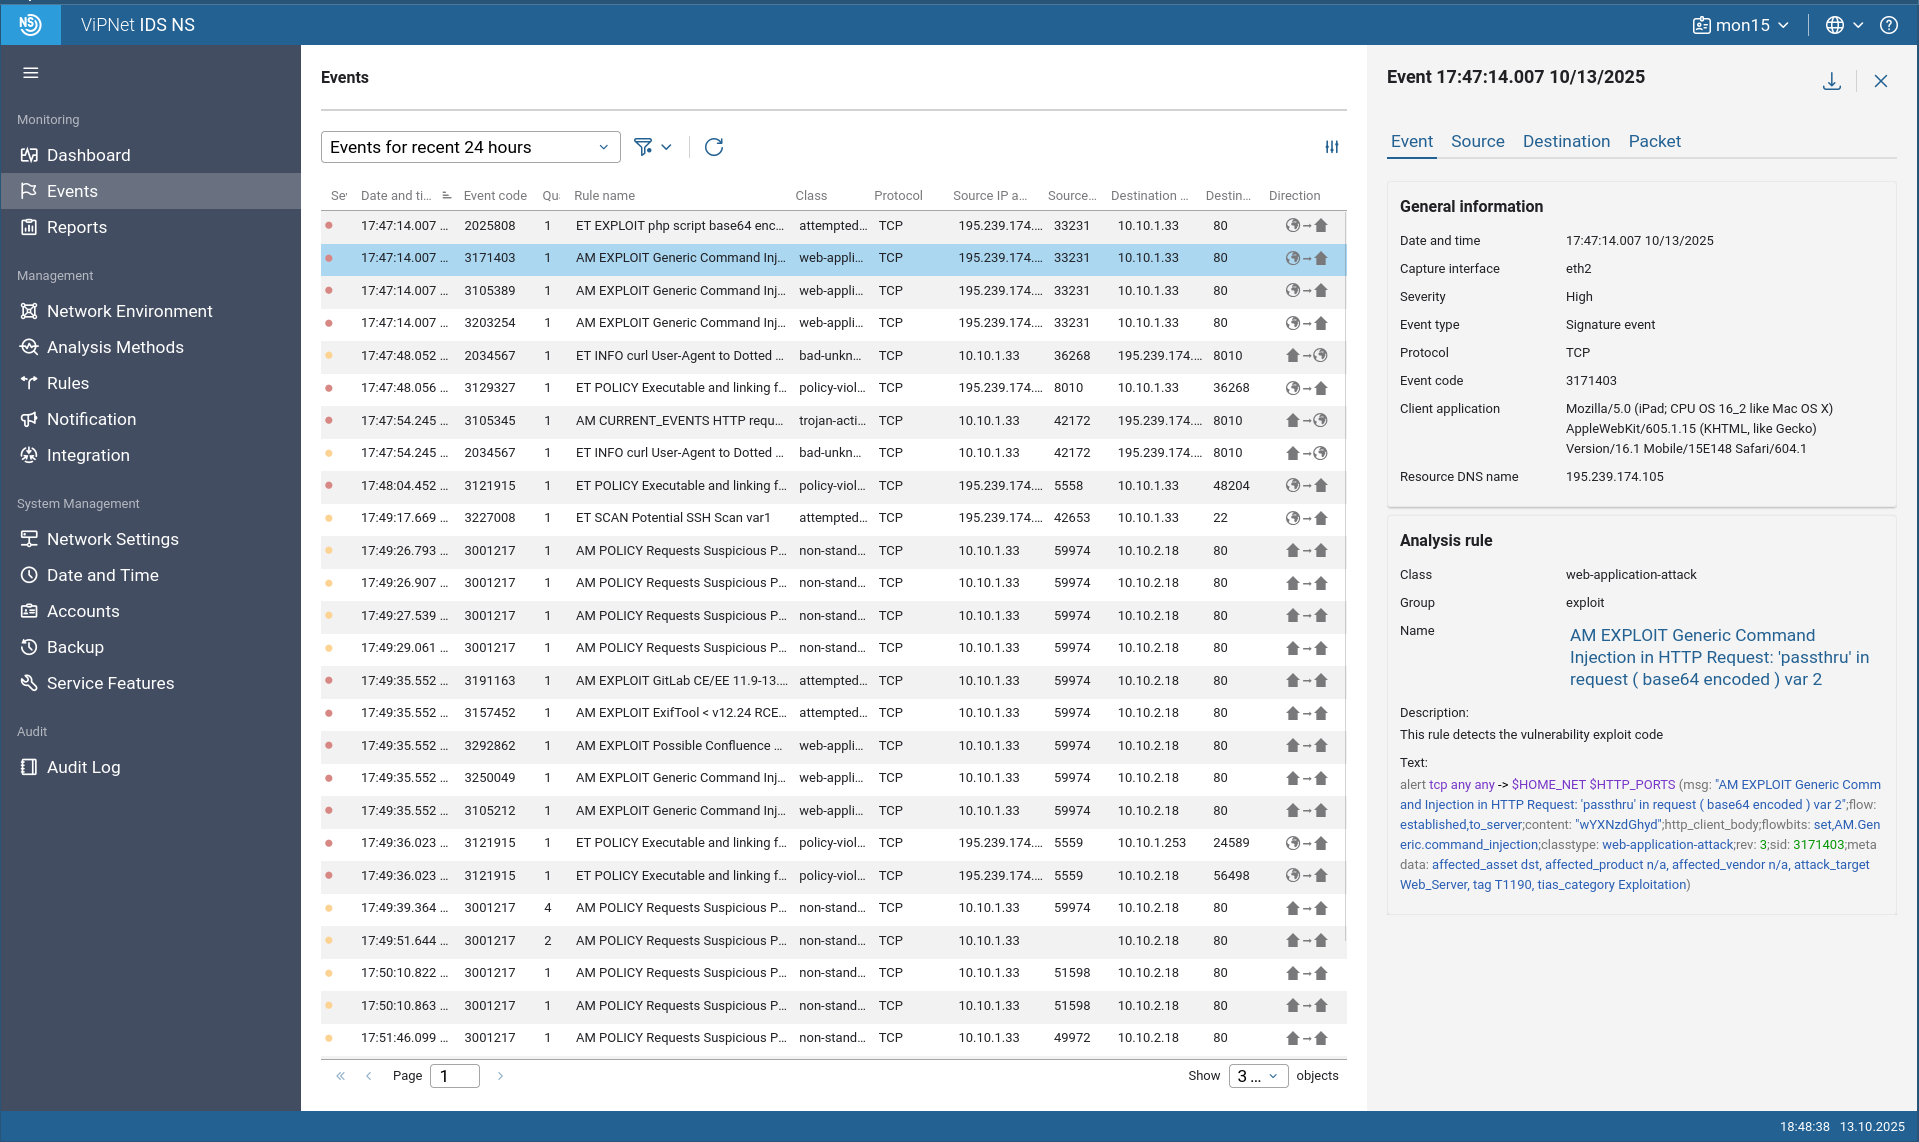 NS
ViPNet IDS NS
mon15
Monitoring
Dashboard
Events
Reports
Management
Network Environment
Analysis Methods
Rules
Notification
Integration
System Management
Network Settings
Date and Time
Accounts
Backup
Service Features
Audit
Audit Log
Events
Events for recent 24 hours
Se Date and ti... Event code Qu Rule name Class Protocol Source IP a... Source... Destination ... Destin... Direction
17:47:14.007 ... 2025808 1 ET EXPLOIT php script base64 enc... attempted... TCP 195.239.174.... 33231 10.10.1.33 80
17:47:14.007 ... 3171403 1 AM EXPLOIT Generic Command Inj... web-appli... TCP 195.239.174.... 33231 10.10.1.33 80
17:47:14.007 ... 3105389 1 AM EXPLOIT Generic Command Inj... web-appli... TCP 195.239.174.... 33231 10.10.1.33 80
17:47:14.007 ... 3203254 1 AM EXPLOIT Generic Command Inj... web-appli... TCP 195.239.174.... 33231 10.10.1.33 80
17:47:48.052 ... 2034567 1 ET INFO curl User-Agent to Dotted ... bad-unkn... TCP 10.10.1.33 36268 195.239.174.... 8010
17:47:48.056 ... 3129327 1 ET POLICY Executable and linking f... policy-viol... TCP 195.239.174.... 8010 10.10.1.33 36268
17:47:54.245 ... 3105345 1 AM CURRENT_EVENTS HTTP requ... trojan-acti... TCP 10.10.1.33 42172 195.239.174.... 8010
17:47:54.245 ... 2034567 1 ET INFO curl User-Agent to Dotted ... bad-unkn... TCP 10.10.1.33 42172 195.239.174.... 8010
17:48:04.452 ... 3121915 1 ET POLICY Executable and linking f... policy-viol... TCP 195.239.174.... 5558 10.10.1.33 48204
17:49:17.669 ... 3227008 1 ET SCAN Potential SSH Scan var1 attempted... TCP 195.239.174.... 42653 10.10.1.33 22
17:49:26.793 ... 3001217 1 AM POLICY Requests Suspicious P... non-stand... TCP 10.10.1.33 59974 10.10.2.18 80
17:49:26.907 ... 3001217 1 AM POLICY Requests Suspicious P... non-stand... TCP 10.10.1.33 59974 10.10.2.18 80
17:49:27.539 ... 3001217 1 AM POLICY Requests Suspicious P... non-stand... TCP 10.10.1.33 59974 10.10.2.18 80
17:49:29.061 ... 3001217 1 AM POLICY Requests Suspicious P... non-stand... TCP 10.10.1.33 59974 10.10.2.18 80
17:49:35.552 ... 3191163 1 AM EXPLOIT GitLab CE/EE 11.9-13.... attempted... TCP 10.10.1.33 59974 10.10.2.18 80
17:49:35.552 ... 3157452 1 AM EXPLOIT ExifTool < v12.24 RCE... attempted... TCP 10.10.1.33 59974 10.10.2.18 80
17:49:35.552 ... 3292862 1 AM EXPLOIT Possible Confluence ... web-appli... TCP 10.10.1.33 59974 10.10.2.18 80
17:49:35.552 ... 3250049 1 AM EXPLOIT Generic Command Inj... web-appli... TCP 10.10.1.33 59974 10.10.2.18 80
17:49:35.552 ... 3105212 1 AM EXPLOIT Generic Command Inj... web-appli... TCP 10.10.1.33 59974 10.10.2.18 80
17:49:36.023 ... 3121915 1 ET POLICY Executable and linking f... policy-viol... TCP 195.239.174.... 5559 10.10.1.253 24589
17:49:36.023 ... 3121915 1 ET POLICY Executable and linking f... policy-viol... TCP 195.239.174.... 5559 10.10.2.18 56498
17:49:39.364 ... 3001217 4 AM POLICY Requests Suspicious P... non-stand... TCP 10.10.1.33 59974 10.10.2.18 80
17:49:51.644 ... 3001217 2 AM POLICY Requests Suspicious P... non-stand... TCP 10.10.1.33 10.10.2.18 80
17:50:10.822 ... 3001217 1 AM POLICY Requests Suspicious P... non-stand... TCP 10.10.1.33 51598 10.10.2.18 80
17:50:10.863 ... 3001217 1 AM POLICY Requests Suspicious P... non-stand... TCP 10.10.1.33 51598 10.10.2.18 80
17:51:46.099 ... 3001217 1 AM POLICY Requests Suspicious P... non-stand... TCP 10.10.1.33 49972 10.10.2.18 80
Page 1
Show 3 ... objects
Event 17:47:14.007 10/13/2025
Event Source Destination Packet
General information
Date and time 17:47:14.007 10/13/2025
Capture interface eth2
Severity High
Event type Signature event
Protocol TCP
Event code 3171403
Client application Mozilla/5.0 (iPad; CPU OS 16_2 like Mac OS X)
AppleWebKit/605.1.15 (KHTML, like Gecko)
Version/16.1 Mobile/15E148 Safari/604.1
Resource DNS name 195.239.174.105
Analysis rule
Class web-application-attack
Group exploit
Name AM EXPLOIT Generic Command
Injection in HTTP Request: 'passthru' in
request ( base64 encoded ) var 2
Description:
This rule detects the vulnerability exploit code
Text:
alert tcp any any -> $HOME_NET $HTTP_PORTS (msg: "AM EXPLOIT Generic Comm
and Injection in HTTP Request: 'passthru' in request ( base64 encoded ) var 2";flow:
established,to_server;content: "wYXNzdGhyd";http_client_body;flowbits: set,AM.Gen
eric.command_injection;classtype: web-application-attack;rev: 3;sid: 3171403;meta
data: affected_asset dst, affected_product n/a, affected_vendor n/a, attack_target
Web_Server, tag T1190, tias_category Exploitation)
18:48:38 13.10.2025